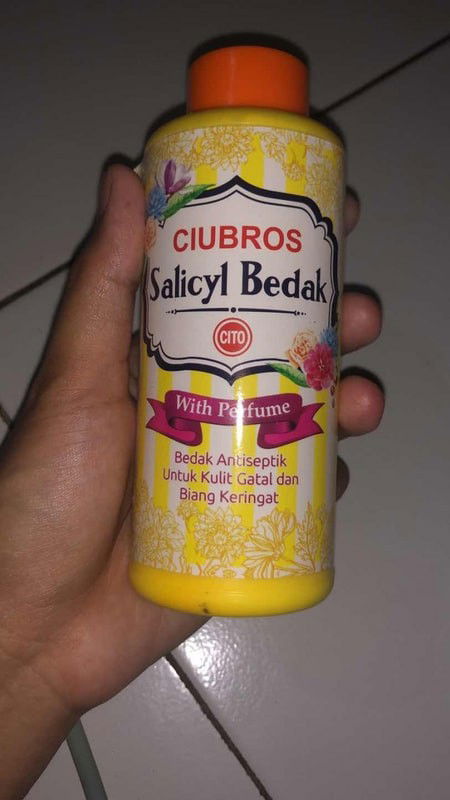 CIUBROS
Salicyl Bedak
CITO
With Perfume
Bedak Antiseptik
Untuk Kulit Gatal dan
Biang Keringat